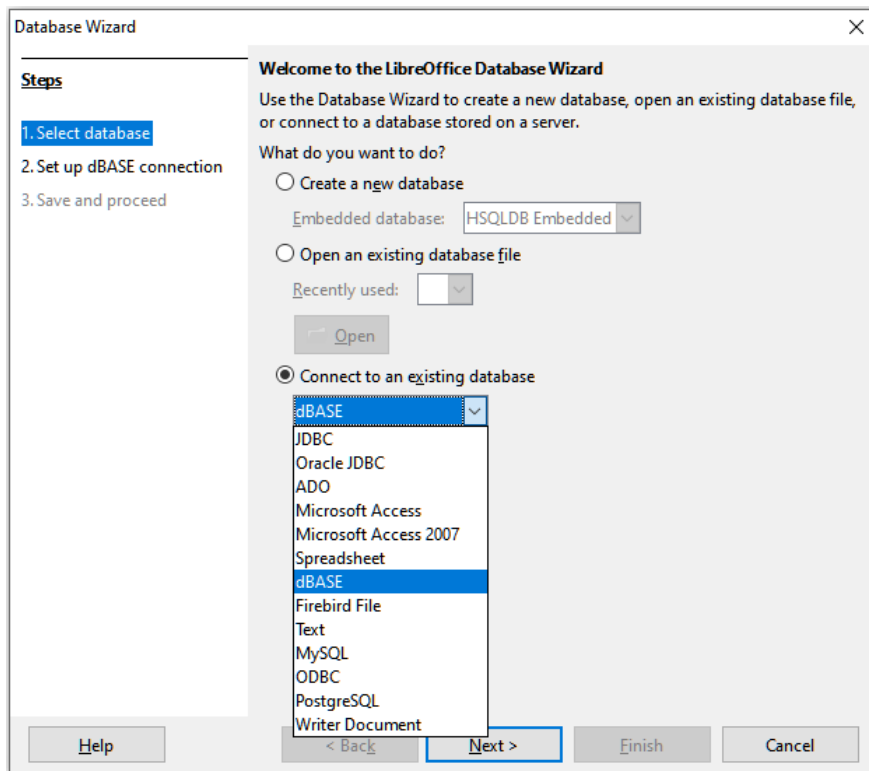 Database Wizard
Steps
1. Select database
2. Set up dBASE connection
3. Save and proceed
Welcome to the LibreOffice Database Wizard
Use the Database Wizard to create a new database, open an existing database file,
or connect to a database stored on a server.
What do you want to do?
Create a new database
Embedded database: HSQLDB Embedded
Open an existing database file
Recently used:
Open
Connect to an existing database
dBASE
JDBC
Oracle JDBC
ADO
Microsoft Access
Microsoft Access 2007
Spreadsheet
dBASE
Firebird File
Text
MySQL
ODBC
PostgreSQL
Writer Document
Help < Back Next > Finish Cancel